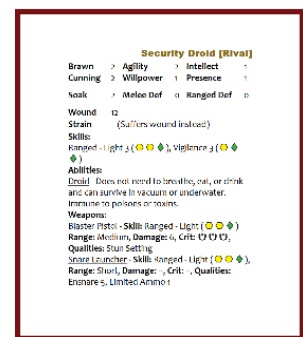 Security Droid [Rival]
Brawn 2 Agility 2 Intellect 1
Cunning 2 Willpower 1 Presence 1
Soak 2 Melee Def 0 Ranged Def 0
Wound 12
Strain (Suffers wound instead)
Skills:
Ranged - Light 3 ( ), Vigilance 3 (
)
Abilities:
Droid - Does not need to breathe, eat, or drink
and can survive in vacuum or underwater.
Immune to poisons or toxins.
Weapons:
Blaster Pistol - Skill: Ranged - Light ( )
Range: Medium, Damage: 6, Crit: ,
Qualities: Stun Setting
Snare Launcher - Skill: Ranged - Light ( ),
Range: Short, Damage: -, Crit: -, Qualities:
Ensnare 5, Limited Ammo 1